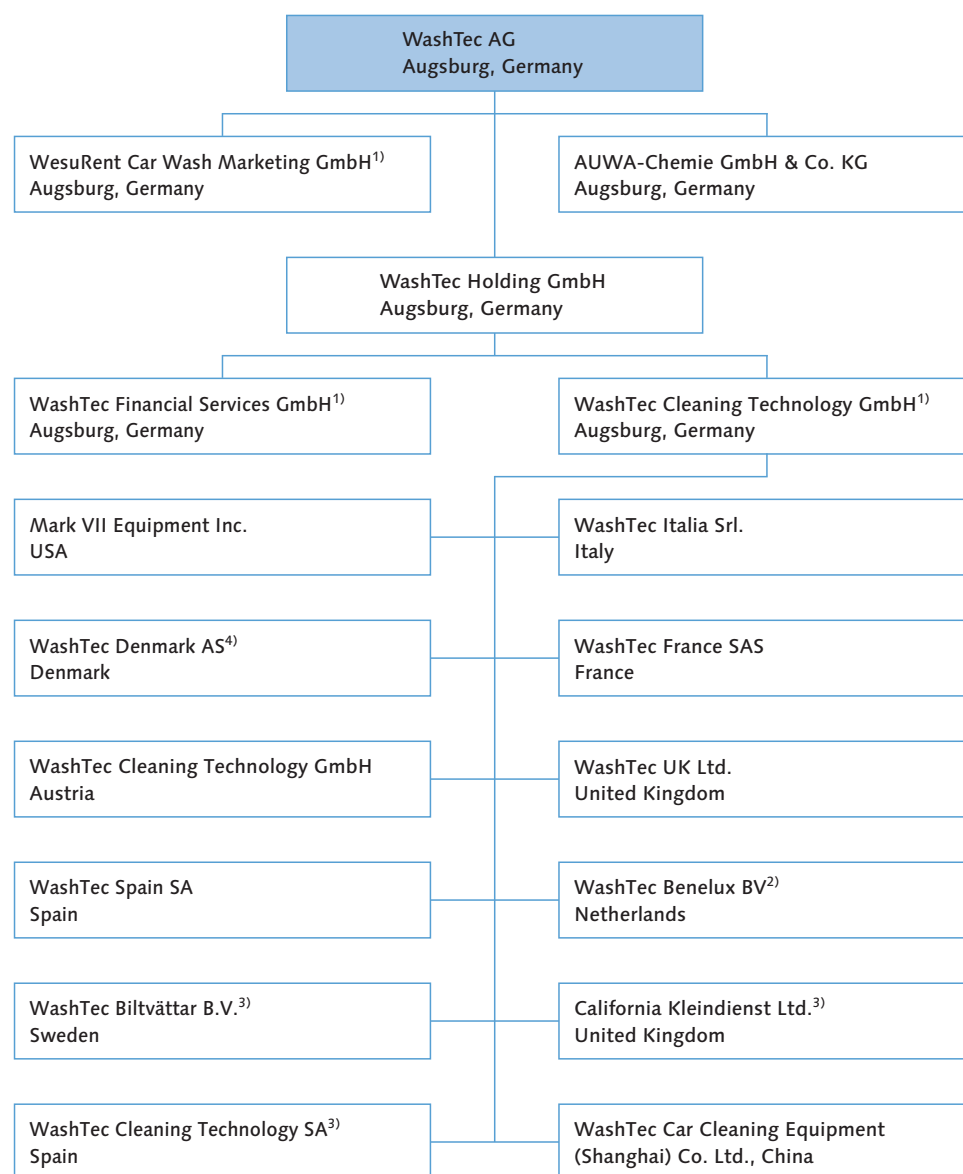 WashTec AG
Augsburg, Germany
WesuRent Car Wash Marketing GmbH1)
Augsburg, Germany
AUWA-Chemie GmbH & Co. KG
Augsburg, Germany
WashTec Holding GmbH
Augsburg, Germany
WashTec Financial Services GmbH1)
Augsburg, Germany
WashTec Cleaning Technology GmbH1)
Augsburg, Germany
Mark VII Equipment Inc.
USA
WashTec Italia Srl.
Italy
WashTec Denmark AS4)
Denmark
WashTec France SAS
France
WashTec Cleaning Technology GmbH
Austria
WashTec UK Ltd.
United Kingdom
WashTec Spain SA
Spain
WashTec Benelux BV2)
Netherlands
WashTec Biltvättar B.V.3)
Sweden
California Kleindienst Ltd.3)
United Kingdom
WashTec Cleaning Technology SA3)
Spain
WashTec Car Cleaning Equipment
(Shanghai) Co. Ltd., China